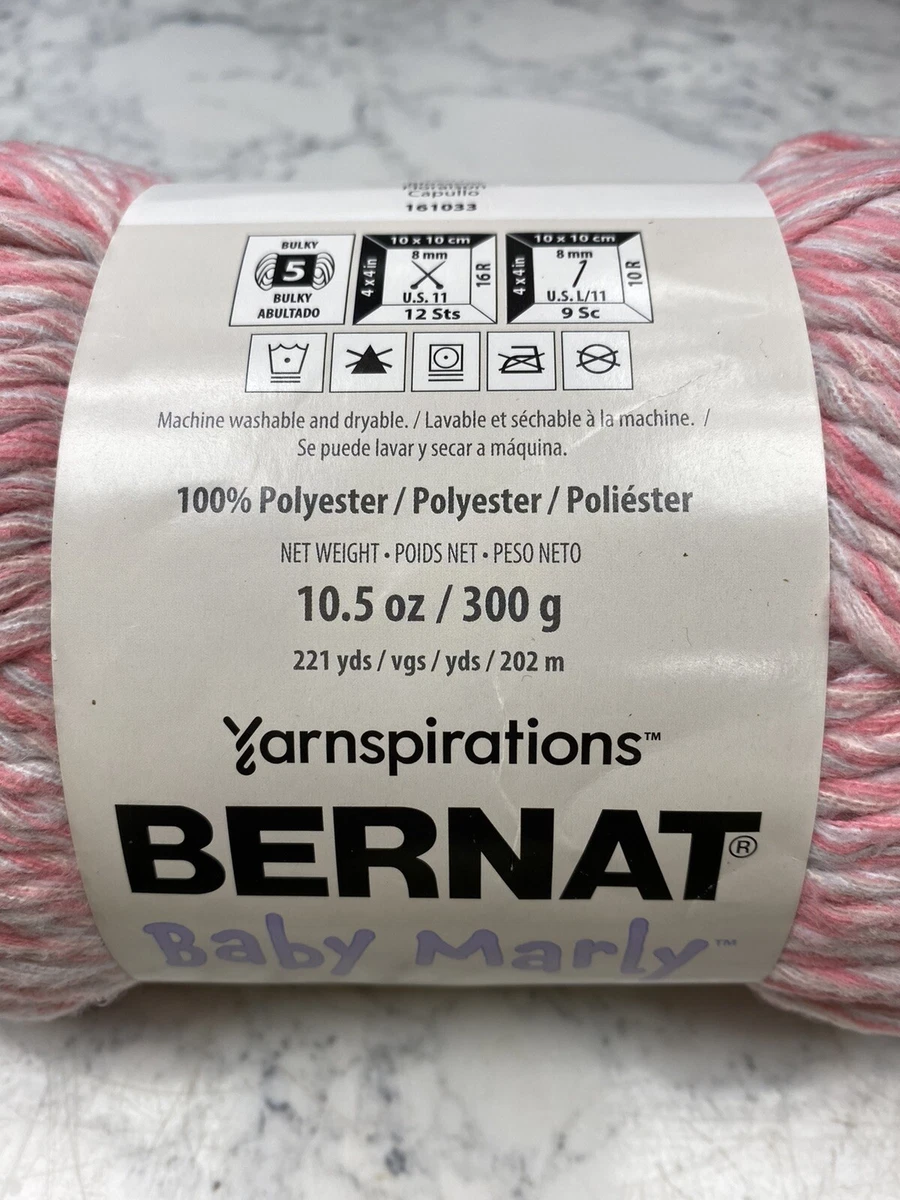 Capullo
161033
BULKY
5
BULKY
ABULTADO
10 x 10 cm
4 x 4 in
8 mm
U.S. 11
12 Sts
16 R
10 x 10 cm
4 x 4 in
8 mm
U.S. L/11
9 Sc
10 R
Machine washable and dryable. / Lavable et séchable à la machine. /
Se puede lavar y secar a máquina.
100% Polyester / Polyester / Poliéster
NET WEIGHT • POIDS NET • PESO NETO
10.5 oz / 300 g
221 yds / vgs / yds / 202 m
Yarnspirations™
BERNAT®
Baby Marly™